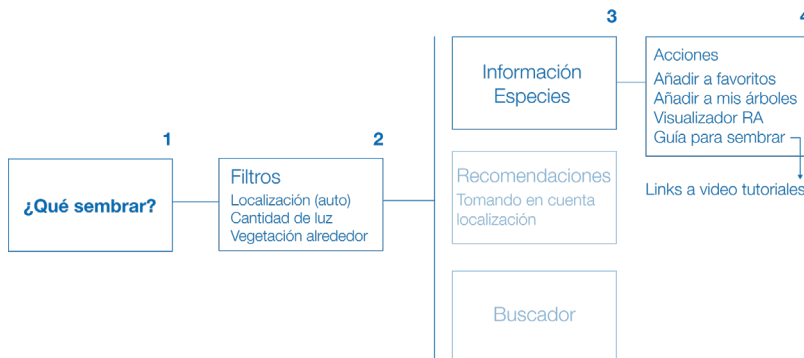 1
¿Qué sembrar?
2
Filtros
Localización (auto)
Cantidad de luz
Vegetación alrededor
3
Información
Especies
Recomendaciones
Tomando en cuenta
localización
Buscador
4
Acciones
Añadir a favoritos
Añadir a mis árboles
Visualizador RA
Guía para sembrar
Links a video tutoriales